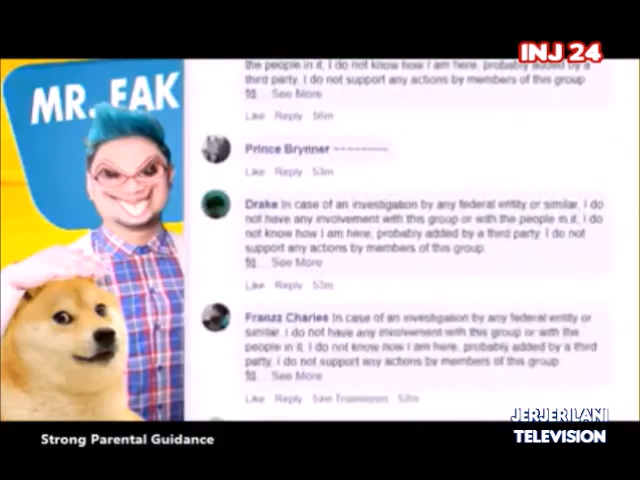 INJ 24
MR. EAK
the people in it, I do not know how I am here, probably added by a
third party. I do not support any actions by members of this group
See More
Like Reply 56m
Prince Brynner ------------
Like Reply 53m
Drake In case of an investigation by any federal entity or similar, I do
not have any involvement with this group or with the people in it, I do
not know how I am here, probably added by a third party. I do not
support any actions by members of this group.
See More
Like Reply 53m
Franzz Charles In case of an investigation by any federal entity or
similar, I do not have any involvement with this group or with the
people in it, I do not know how I am here, probably added by a third
party. I do not support any actions by members of this group
See More
Like Reply
JERJERILANI
TELEVISION
Strong Parental Guidance